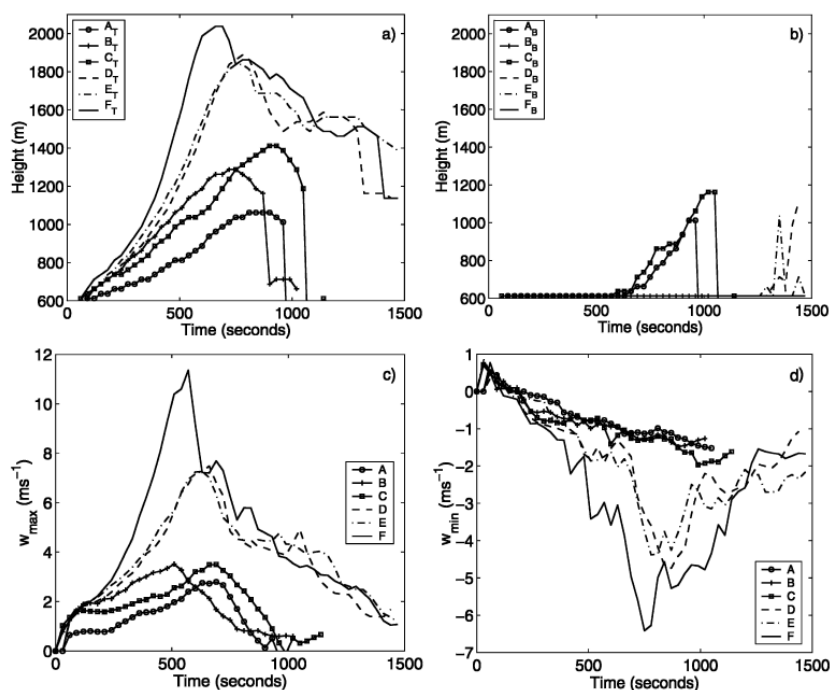 a)
A_T
B_T
C_T
D_T
E_T
F_T
2000
1800
1600
1400
1200
1000
800
600
Height (m)
0 500 1000 1500
Time (seconds)
b)
A_B
B_B
C_B
D_B
E_B
F_B
2000
1800
1600
1400
1200
1000
800
600
Height (m)
0 500 1000 1500
Time (seconds)
c)
12
10
8
6
4
2
0
w_max (ms^-1)
A
B
C
D
E
F
0 500 1000 1500
Time (seconds)
d)
1
0
-1
-2
-3
-4
-5
-6
-7
w_min (ms^-1)
A
B
C
D
E
F
0 500 1000 1500
Time (seconds)